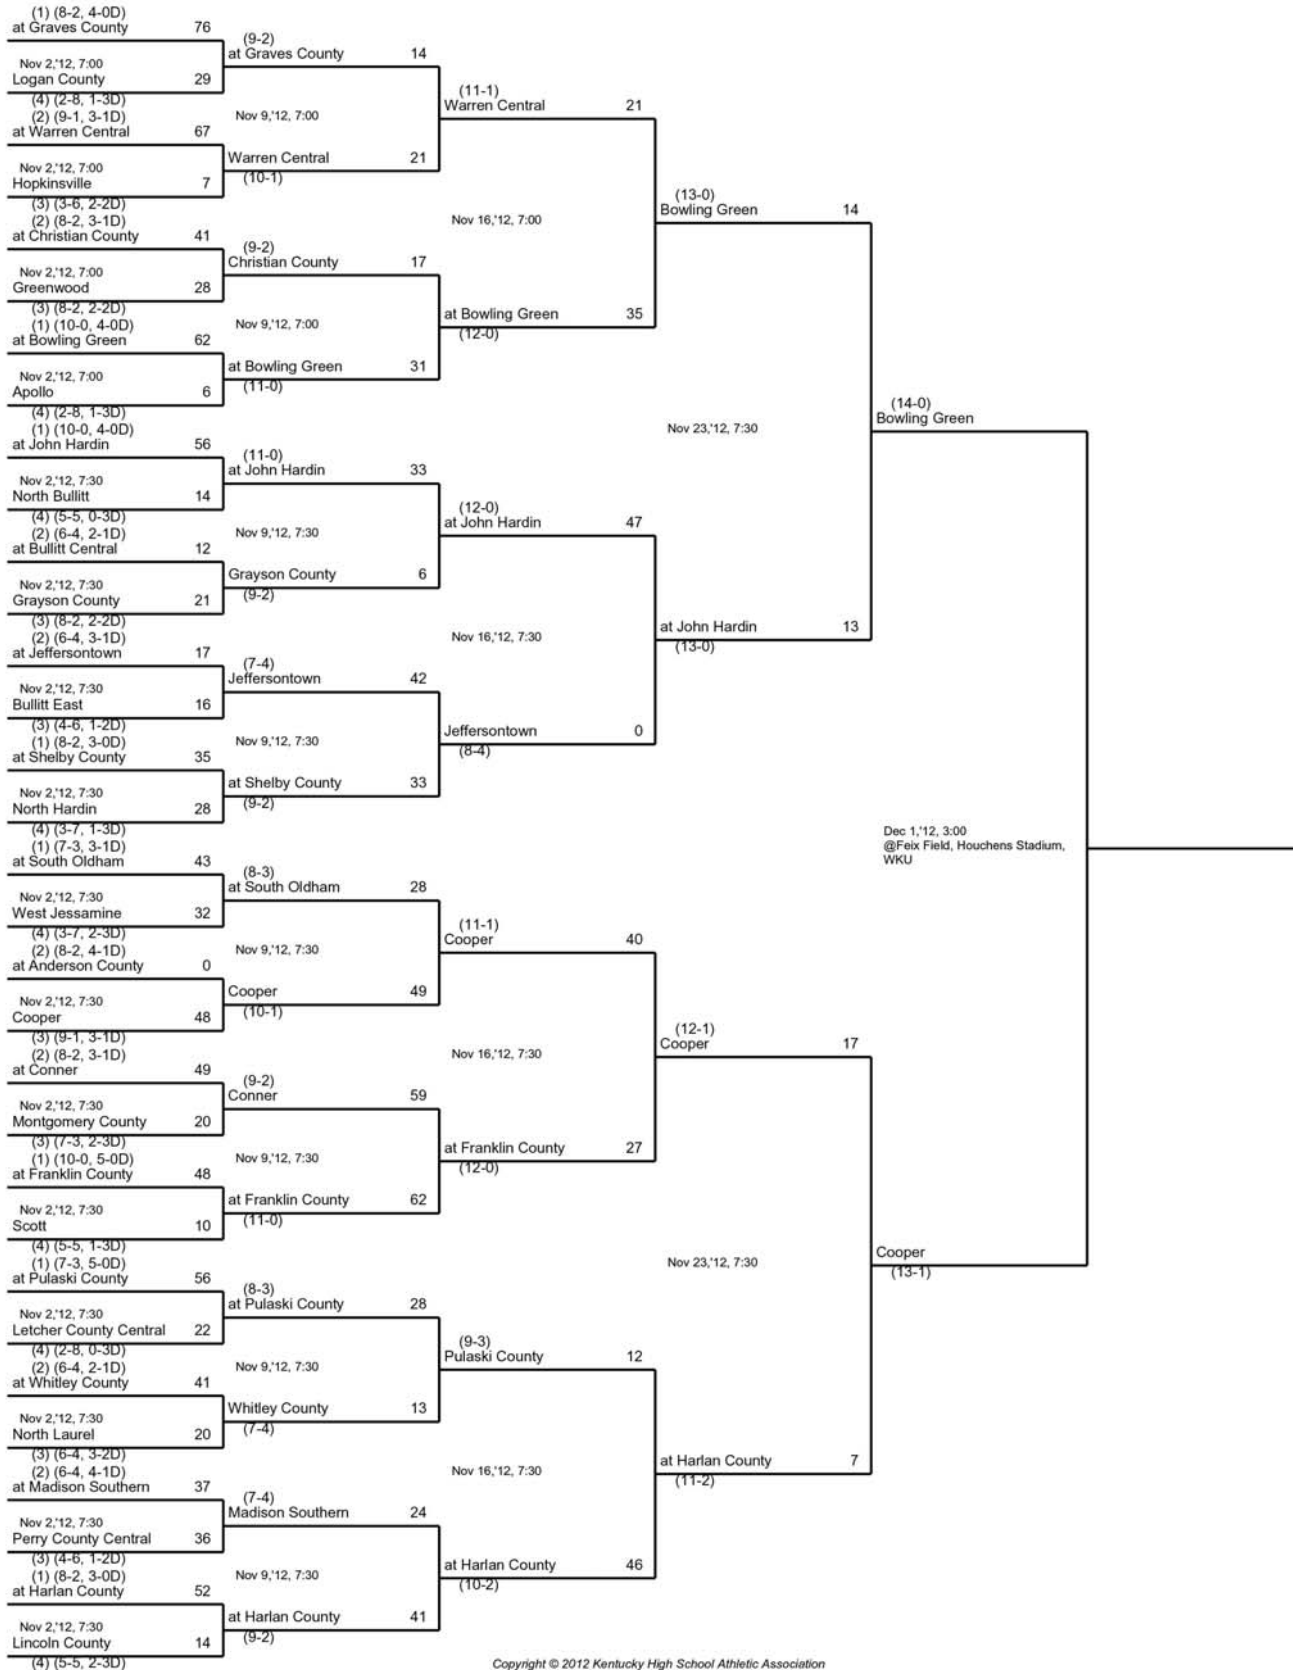 (1) (8-2, 4-0D)
at Graves County 76
Nov 2,'12, 7:00
Logan County 29
(4) (2-8, 1-3D)
(2) (9-1, 3-1D)
at Warren Central 67
Nov 2,'12, 7:00
Hopkinsville 7
(3) (3-6, 2-2D)
(2) (8-2, 3-1D)
at Christian County 41
Nov 2,'12, 7:00
Greenwood 28
(3) (8-2, 2-2D)
(1) (10-0, 4-0D)
at Bowling Green 62
Nov 2,'12, 7:00
Apollo 6
(4) (2-8, 1-3D)
(1) (10-0, 4-0D)
at John Hardin 56
Nov 2,'12, 7:30
North Bullitt 14
(4) (5-5, 0-3D)
(2) (6-4, 2-1D)
at Bullitt Central 12
Nov 2,'12, 7:30
Grayson County 21
(3) (8-2, 2-2D)
(2) (6-4, 3-1D)
at Jeffersontown 17
Nov 2,'12, 7:30
Bullitt East 16
(3) (4-6, 1-2D)
(1) (8-2, 3-0D)
at Shelby County 35
Nov 2,'12, 7:30
North Hardin 28
(4) (3-7, 1-3D)
(1) (7-3, 3-1D)
at South Oldham 43
Nov 2,'12, 7:30
West Jessamine 32
(4) (3-7, 2-3D)
(2) (8-2, 4-1D)
at Anderson County 0
Nov 2,'12, 7:30
Cooper 48
(3) (9-1, 3-1D)
(2) (8-2, 3-1D)
at Conner 49
Nov 2,'12, 7:30
Montgomery County 20
(3) (7-3, 2-3D)
(1) (10-0, 5-0D)
at Franklin County 48
Nov 2,'12, 7:30
Scott 10
(4) (5-5, 1-3D)
(1) (7-3, 5-0D)
at Pulaski County 56
Nov 2,'12, 7:30
Letcher County Central 22
(4) (2-8, 0-3D)
(2) (6-4, 2-1D)
at Whitley County 41
Nov 2,'12, 7:30
North Laurel 20
(3) (6-4, 3-2D)
(2) (6-4, 4-1D)
at Madison Southern 37
Nov 2,'12, 7:30
Perry County Central 36
(3) (4-6, 1-2D)
(1) (8-2, 3-0D)
at Harlan County 52
Nov 2,'12, 7:30
Lincoln County 14
(4) (5-5, 2-3D)
(9-2)
at Graves County 14
Nov 9,'12, 7:00
Warren Central 21
(10-1)
(9-2)
Christian County 17
Nov 9,'12, 7:00
at Bowling Green 31
(11-0)
(11-0)
at John Hardin 33
Nov 9,'12, 7:30
Grayson County 6
(9-2)
(7-4)
Jeffersontown 42
Nov 9,'12, 7:30
at Shelby County 33
(9-2)
(8-3)
at South Oldham 28
Nov 9,'12, 7:30
Cooper 49
(10-1)
(9-2)
Conner 59
Nov 9,'12, 7:30
at Franklin County 62
(11-0)
(8-3)
at Pulaski County 28
Nov 9,'12, 7:30
Whitley County 13
(7-4)
(7-4)
Madison Southern 24
Nov 9,'12, 7:30
at Harlan County 41
(9-2)
(11-1)
Warren Central 21
Nov 16,'12, 7:00
at Bowling Green 35
(12-0)
(12-0)
at John Hardin 47
Nov 16,'12, 7:30
Jeffersontown 0
(8-4)
(11-1)
Cooper 40
Nov 16,'12, 7:30
at Franklin County 27
(12-0)
(9-3)
Pulaski County 12
Nov 16,'12, 7:30
at Harlan County 46
(10-2)
(13-0)
Bowling Green 14
Nov 23,'12, 7:30
at John Hardin 13
(13-0)
(12-1)
Cooper 17
Nov 23,'12, 7:30
at Harlan County 7
(11-2)
(14-0)
Bowling Green
Dec 1,'12, 3:00
@Feix Field, Houchens Stadium,
WKU
Cooper
(13-1)
Copyright © 2012 Kentucky High School Athletic Association